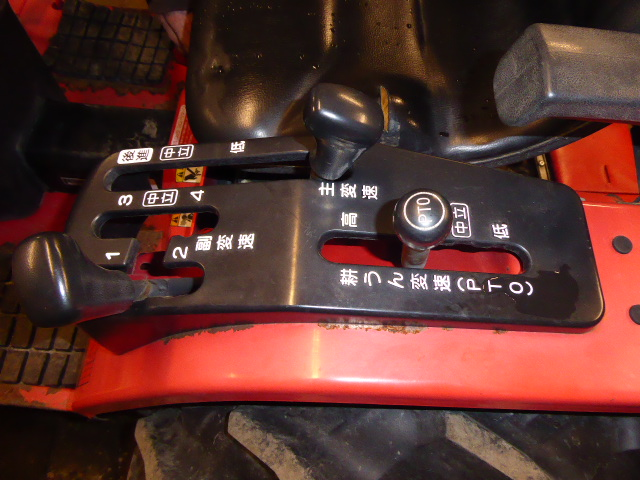 後進 中立 低
主変速
3 中立 4
1 2
副変速
PTO
高 中立 低
耕うん変速(PTO)